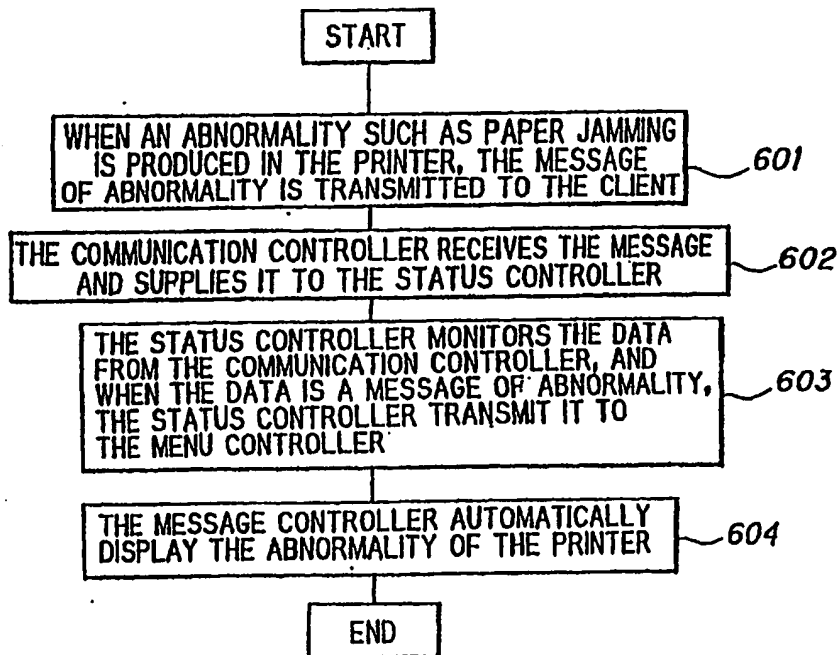 START
WHEN AN ABNORMALITY SUCH AS PAPER JAMMING
IS PRODUCED IN THE PRINTER, THE MESSAGE
OF ABNORMALITY IS TRANSMITTED TO THE CLIENT
601
THE COMMUNICATION CONTROLLER RECEIVES THE MESSAGE
AND SUPPLIES IT TO THE STATUS CONTROLLER
602
THE STATUS CONTROLLER MONITORS THE DATA
FROM THE COMMUNICATION CONTROLLER, AND
WHEN THE DATA IS A MESSAGE OF ABNORMALITY,
THE STATUS CONTROLLER TRANSMIT IT TO
THE MENU CONTROLLER
603
THE MESSAGE CONTROLLER AUTOMATICALLY
DISPLAY THE ABNORMALITY OF THE PRINTER
604
END